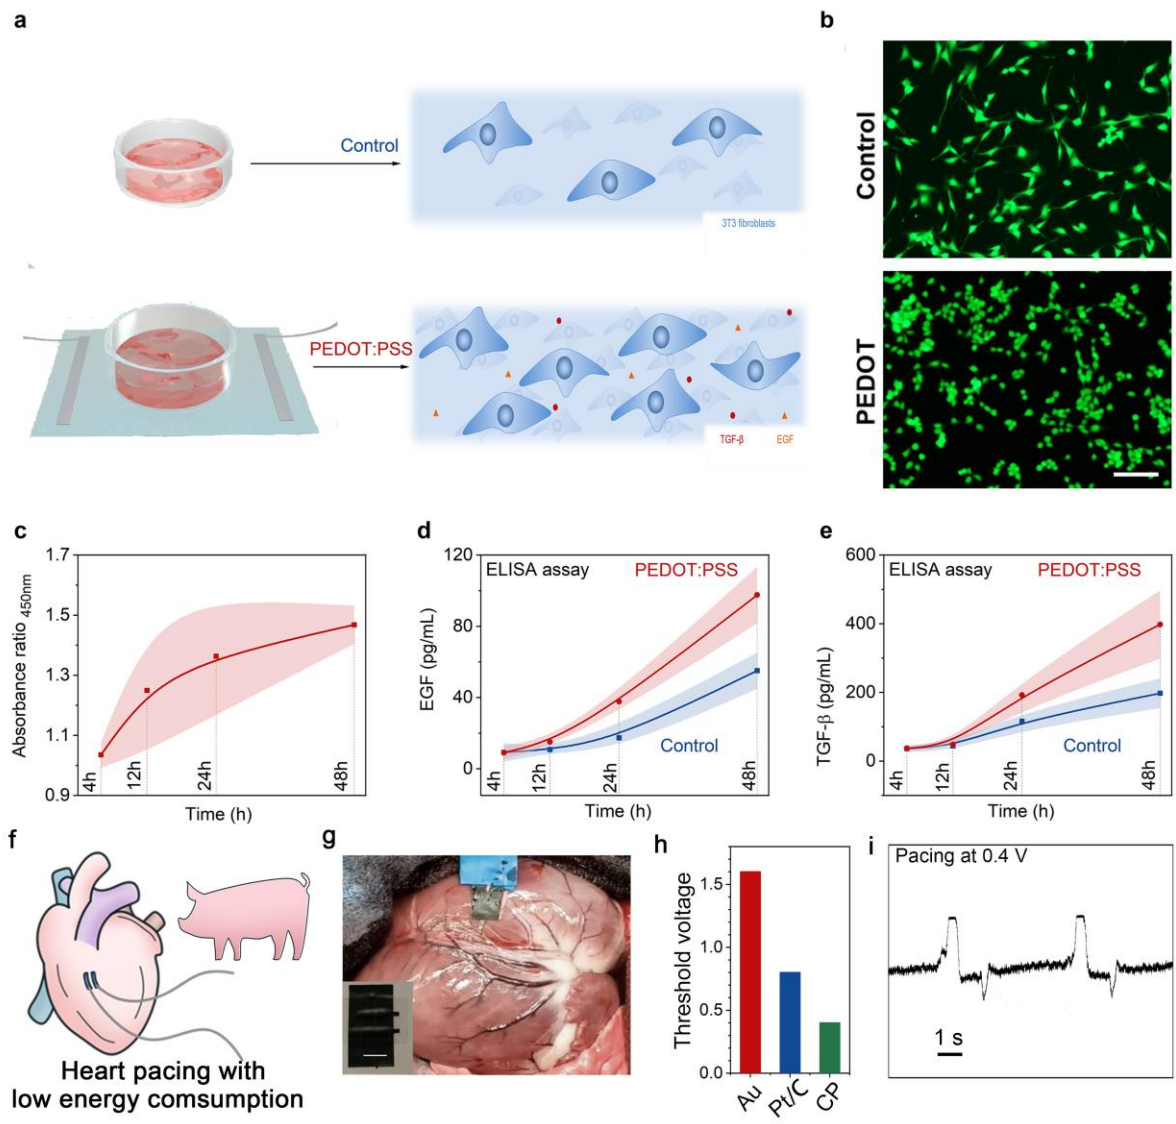 a
Control
3T3 fibroblasts
PEDOT:PSS
TGF-β EGF
b
Control
PEDOT
c
1.7
1.5
1.3
1.1
0.9
Absorbance ratio 450nm
4h
12h
24h
48h
Time (h)
d
120
80
40
0
EGF (pg/mL)
ELISA assay
PEDOT:PSS
Control
4h
12h
24h
48h
Time (h)
e
600
400
200
0
TGF-β (pg/mL)
ELISA assay
PEDOT:PSS
Control
4h
12h
24h
48h
Time (h)
f
Heart pacing with
low energy comsumption
g
h
1.5
1.0
0.5
0.0
Threshold voltage
Au
Pt/C
CP
i
Pacing at 0.4 V
1 s